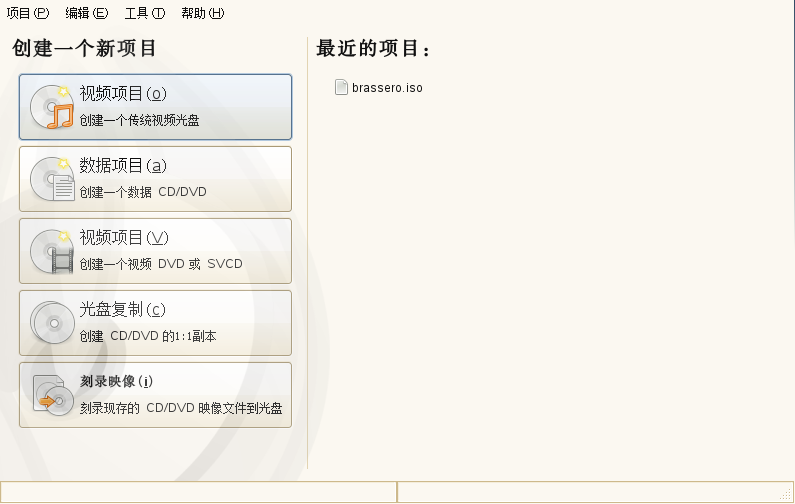 项目(P) 编辑(E) 工具(T) 帮助(H)
创建一个新项目
视频项目(o)
创建一个传统视频光盘
数据项目(a)
创建一个数据 CD/DVD
视频项目(V)
创建一个视频 DVD 或 SVCD
光盘复制(c)
创建 CD/DVD 的1:1副本
刻录映像(i)
刻录现存的 CD/DVD 映像文件到光盘
最近的项目：
brassero.iso